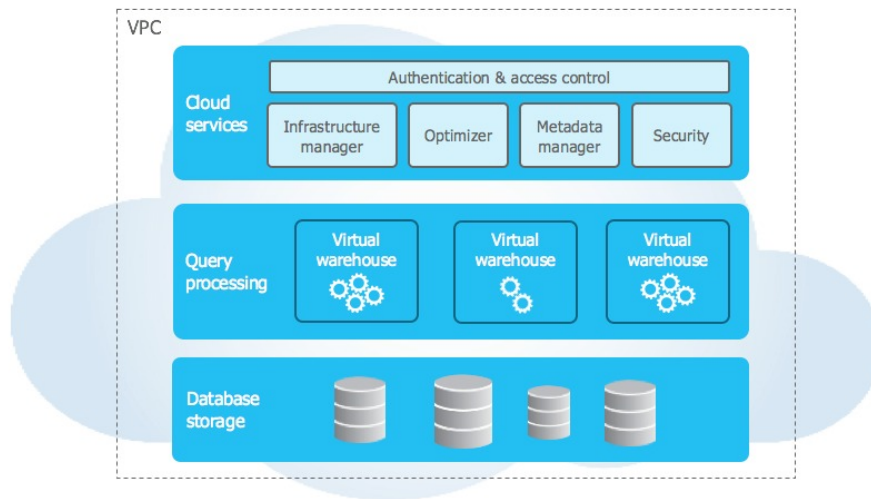 VPC
Cloud
services
Authentication & access control
Infrastructure
manager
Optimizer
Metadata
manager
Security
Query
processing
Virtual
warehouse
Virtual
warehouse
Virtual
warehouse
Database
storage